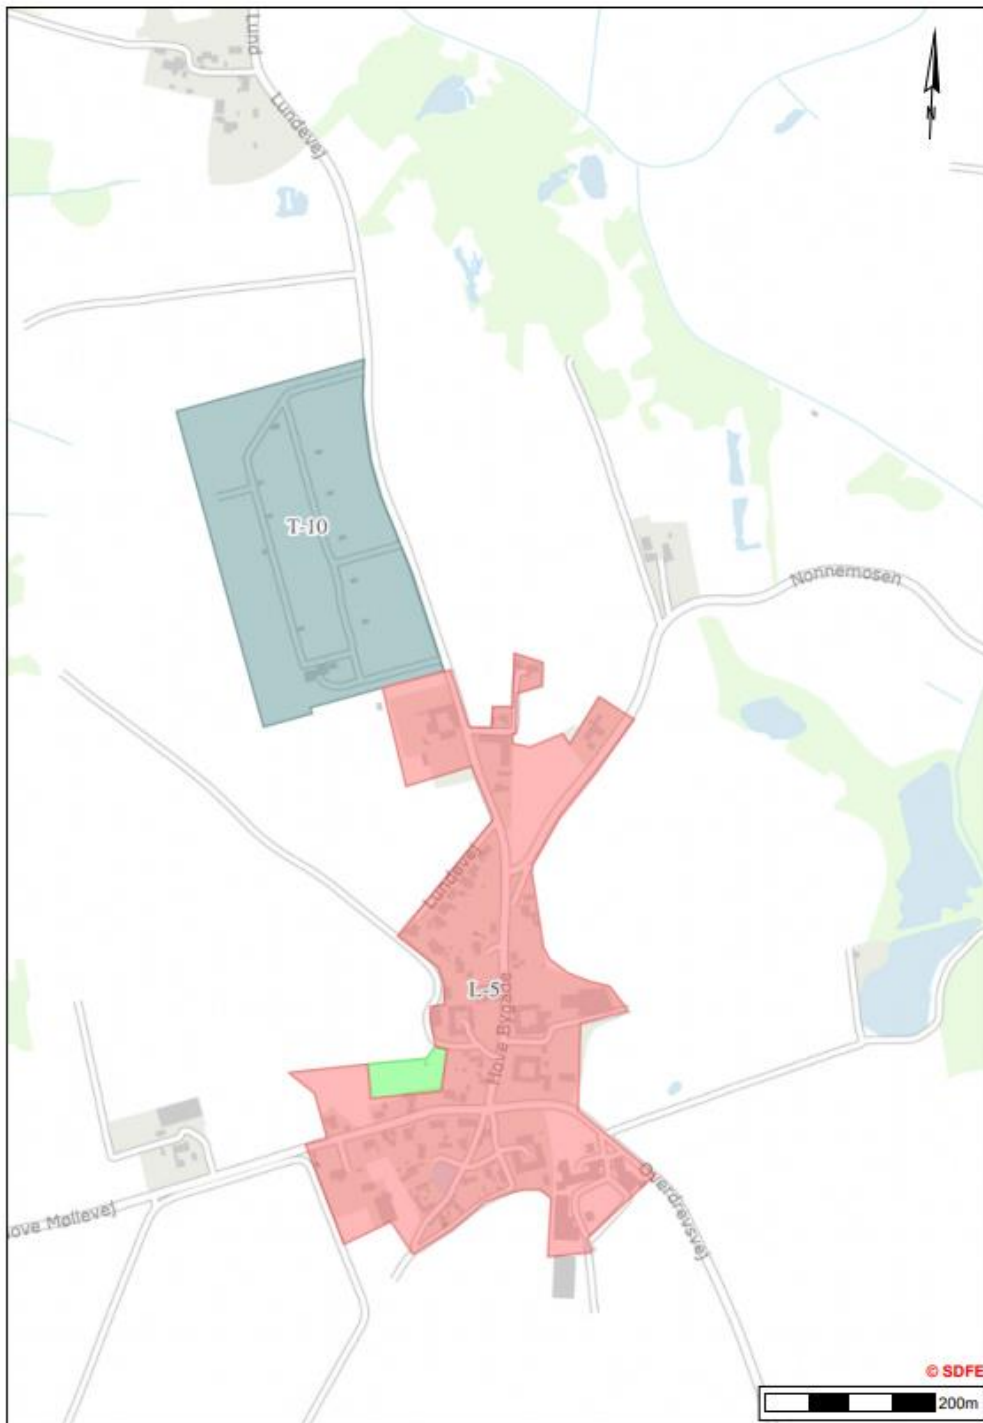 Lund
Lundevej
N
T-10
Nonnemosen
Lundevej
L-5
Hove Bygade
ove Møllevej
Overdrevsvej
© SDFE
200m